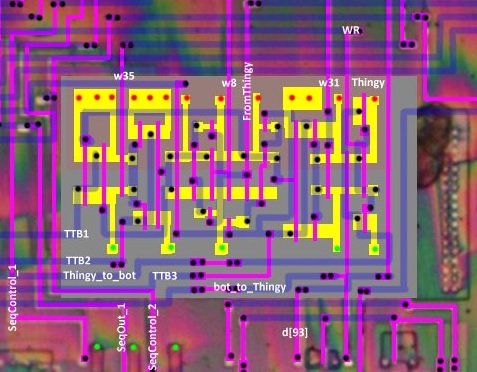 WR
w35
w8
FromThingy
w31
Thingy
TTB1
TTB2
Thingy_to_bot
TTB3
bot_to_Thingy
SeqControl_1
SeqOut_1
SeqControl_2
d[93]